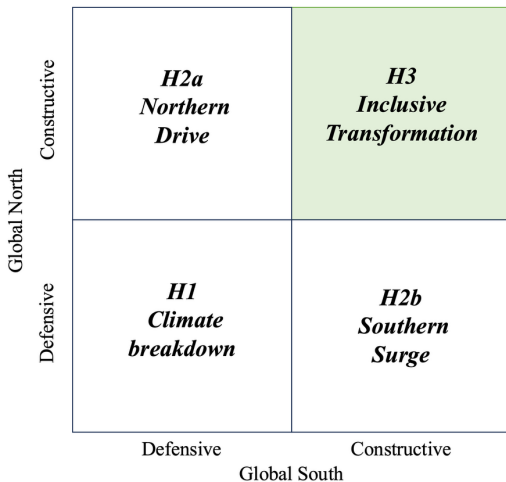 Global North
Constructive
Defensive
H2a
Northern
Drive
H3
Inclusive
Transformation
H1
Climate
breakdown
H2b
Southern
Surge
Defensive
Constructive
Global South